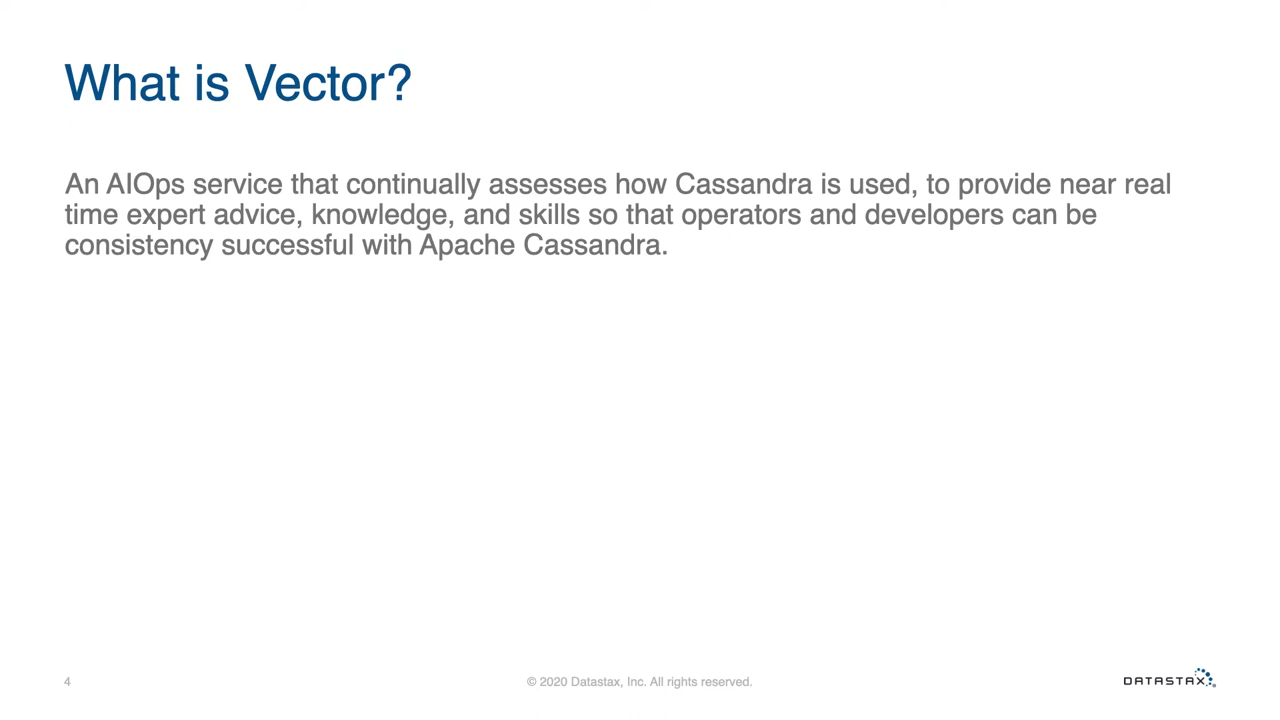 What is Vector?
An AIOps service that continually assesses how Cassandra is used, to provide near real
time expert advice, knowledge, and skills so that operators and developers can be
consistency successful with Apache Cassandra.
4
© 2020 Datastax, Inc. All rights reserved.
DATASTAX